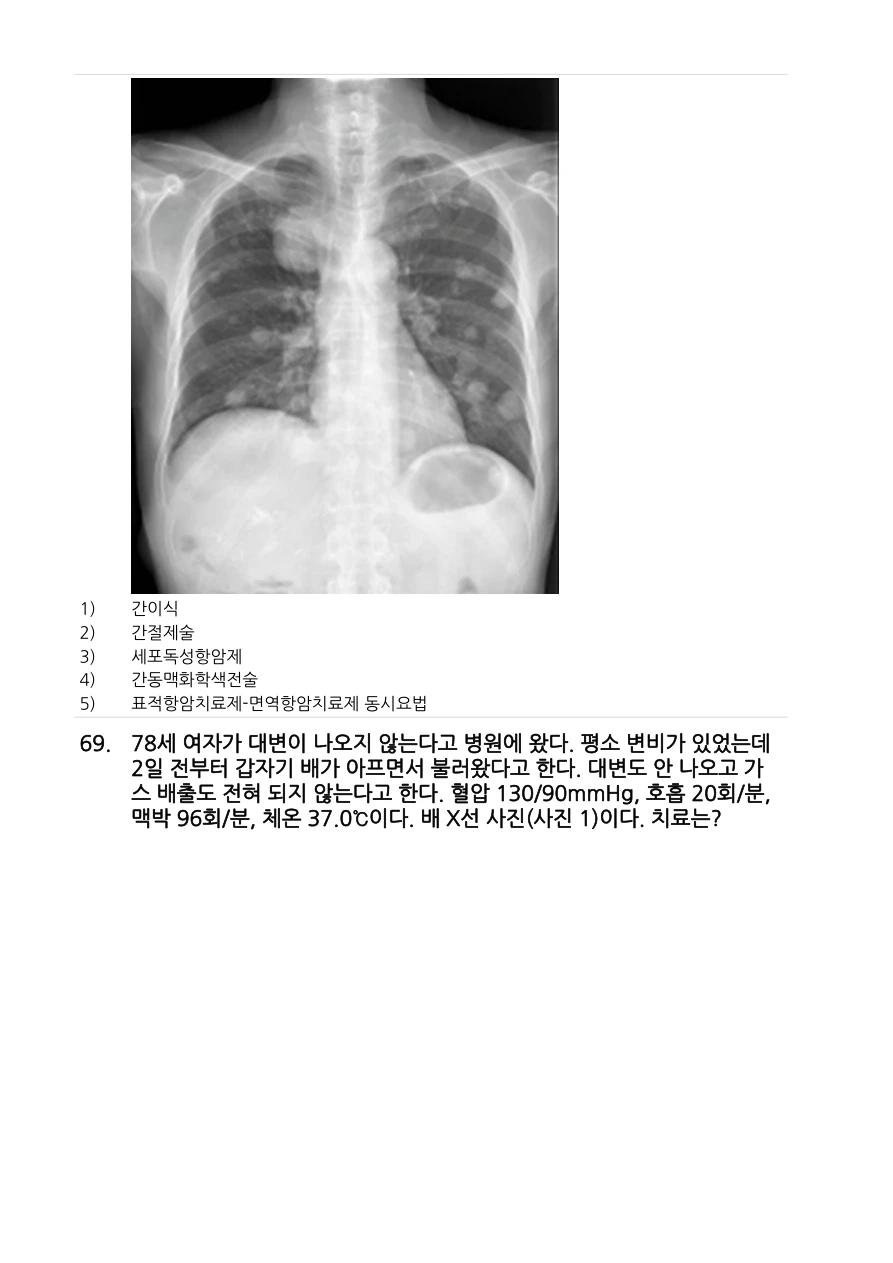 1) 간이식
2) 간절제술
3) 세포독성항암제
4) 간동맥화학색전술
5) 표적항암치료제-면역항암치료제 동시요법
69. 78세 여자가 대변이 나오지 않는다고 병원에 왔다. 평소 변비가 있었는데
2일 전부터 갑자기 배가 아프면서 불러왔다고 한다. 대변도 안 나오고 가
스 배출도 전혀 되지 않는다고 한다. 혈압 130/90mmHg, 호흡 20회/분,
맥박 96회/분, 체온 37.0℃이다. 배 X선 사진(사진 1)이다. 치료는?